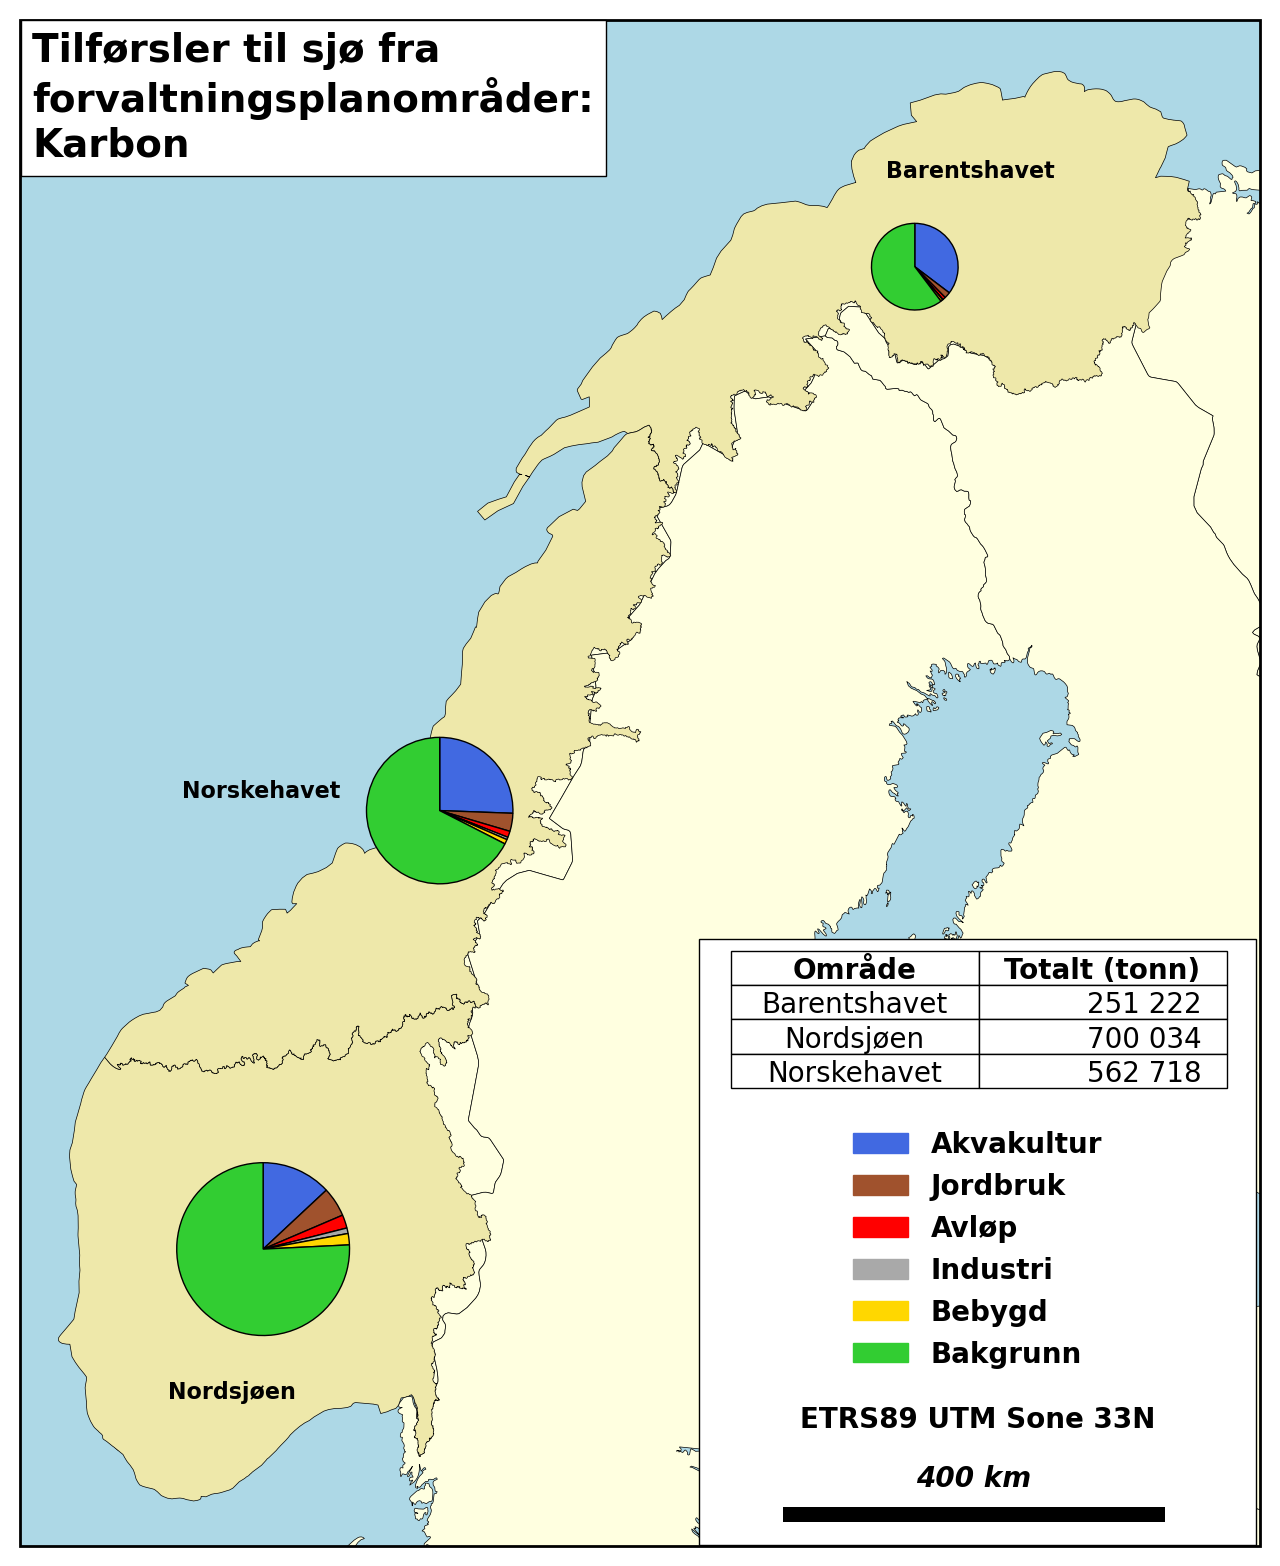 Tilførsler til sjø fra
forvaltningsplanområder:
Karbon
Barentshavet
Norskehavet
Nordsjøen
Område Totalt (tonn)
Barentshavet 251 222
Nordsjøen 700 034
Norskehavet 562 718
Akvakultur
Jordbruk
Avløp
Industri
Bebygd
Bakgrunn
ETRS89 UTM Sone 33N
400 km